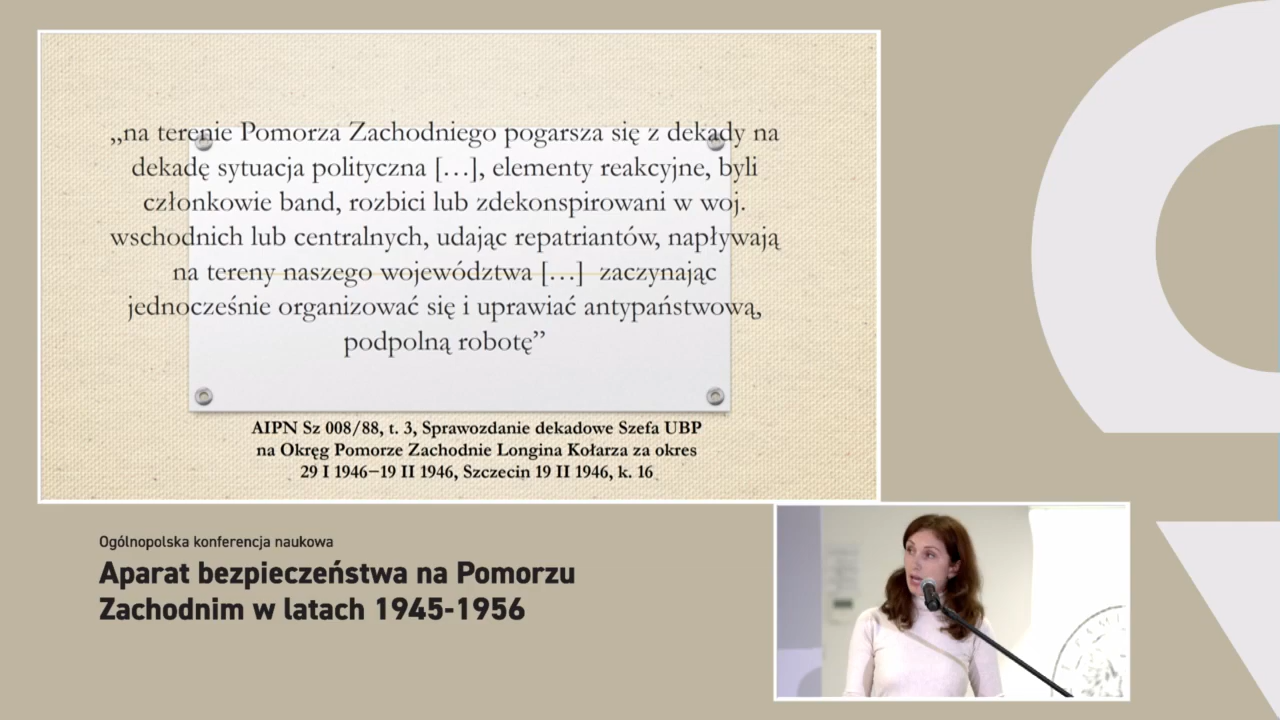 „na terenie Pomorza Zachodniego pogarsza się z dekady na
dekadę sytuacja polityczna […], elementy reakcyjne, byli
członkowie band, rozbici lub zdekonspirowani w woj.
wschodnich lub centralnych, udając repatriantów, napływają
na tereny naszego województwa […] zaczynając
jednocześnie organizować się i uprawiać antypaństwową,
podpolną robotę”
AIPN Sz 008/88, t. 3, Sprawozdanie dekadowe Szefa UBP
na Okręg Pomorze Zachodnie Longina Kołarza za okres
29 I 1946–19 II 1946, Szczecin 19 II 1946, k. 16
Ogólnopolska konferencja naukowa
Aparat bezpieczeństwa na Pomorzu
Zachodnim w latach 1945-1956